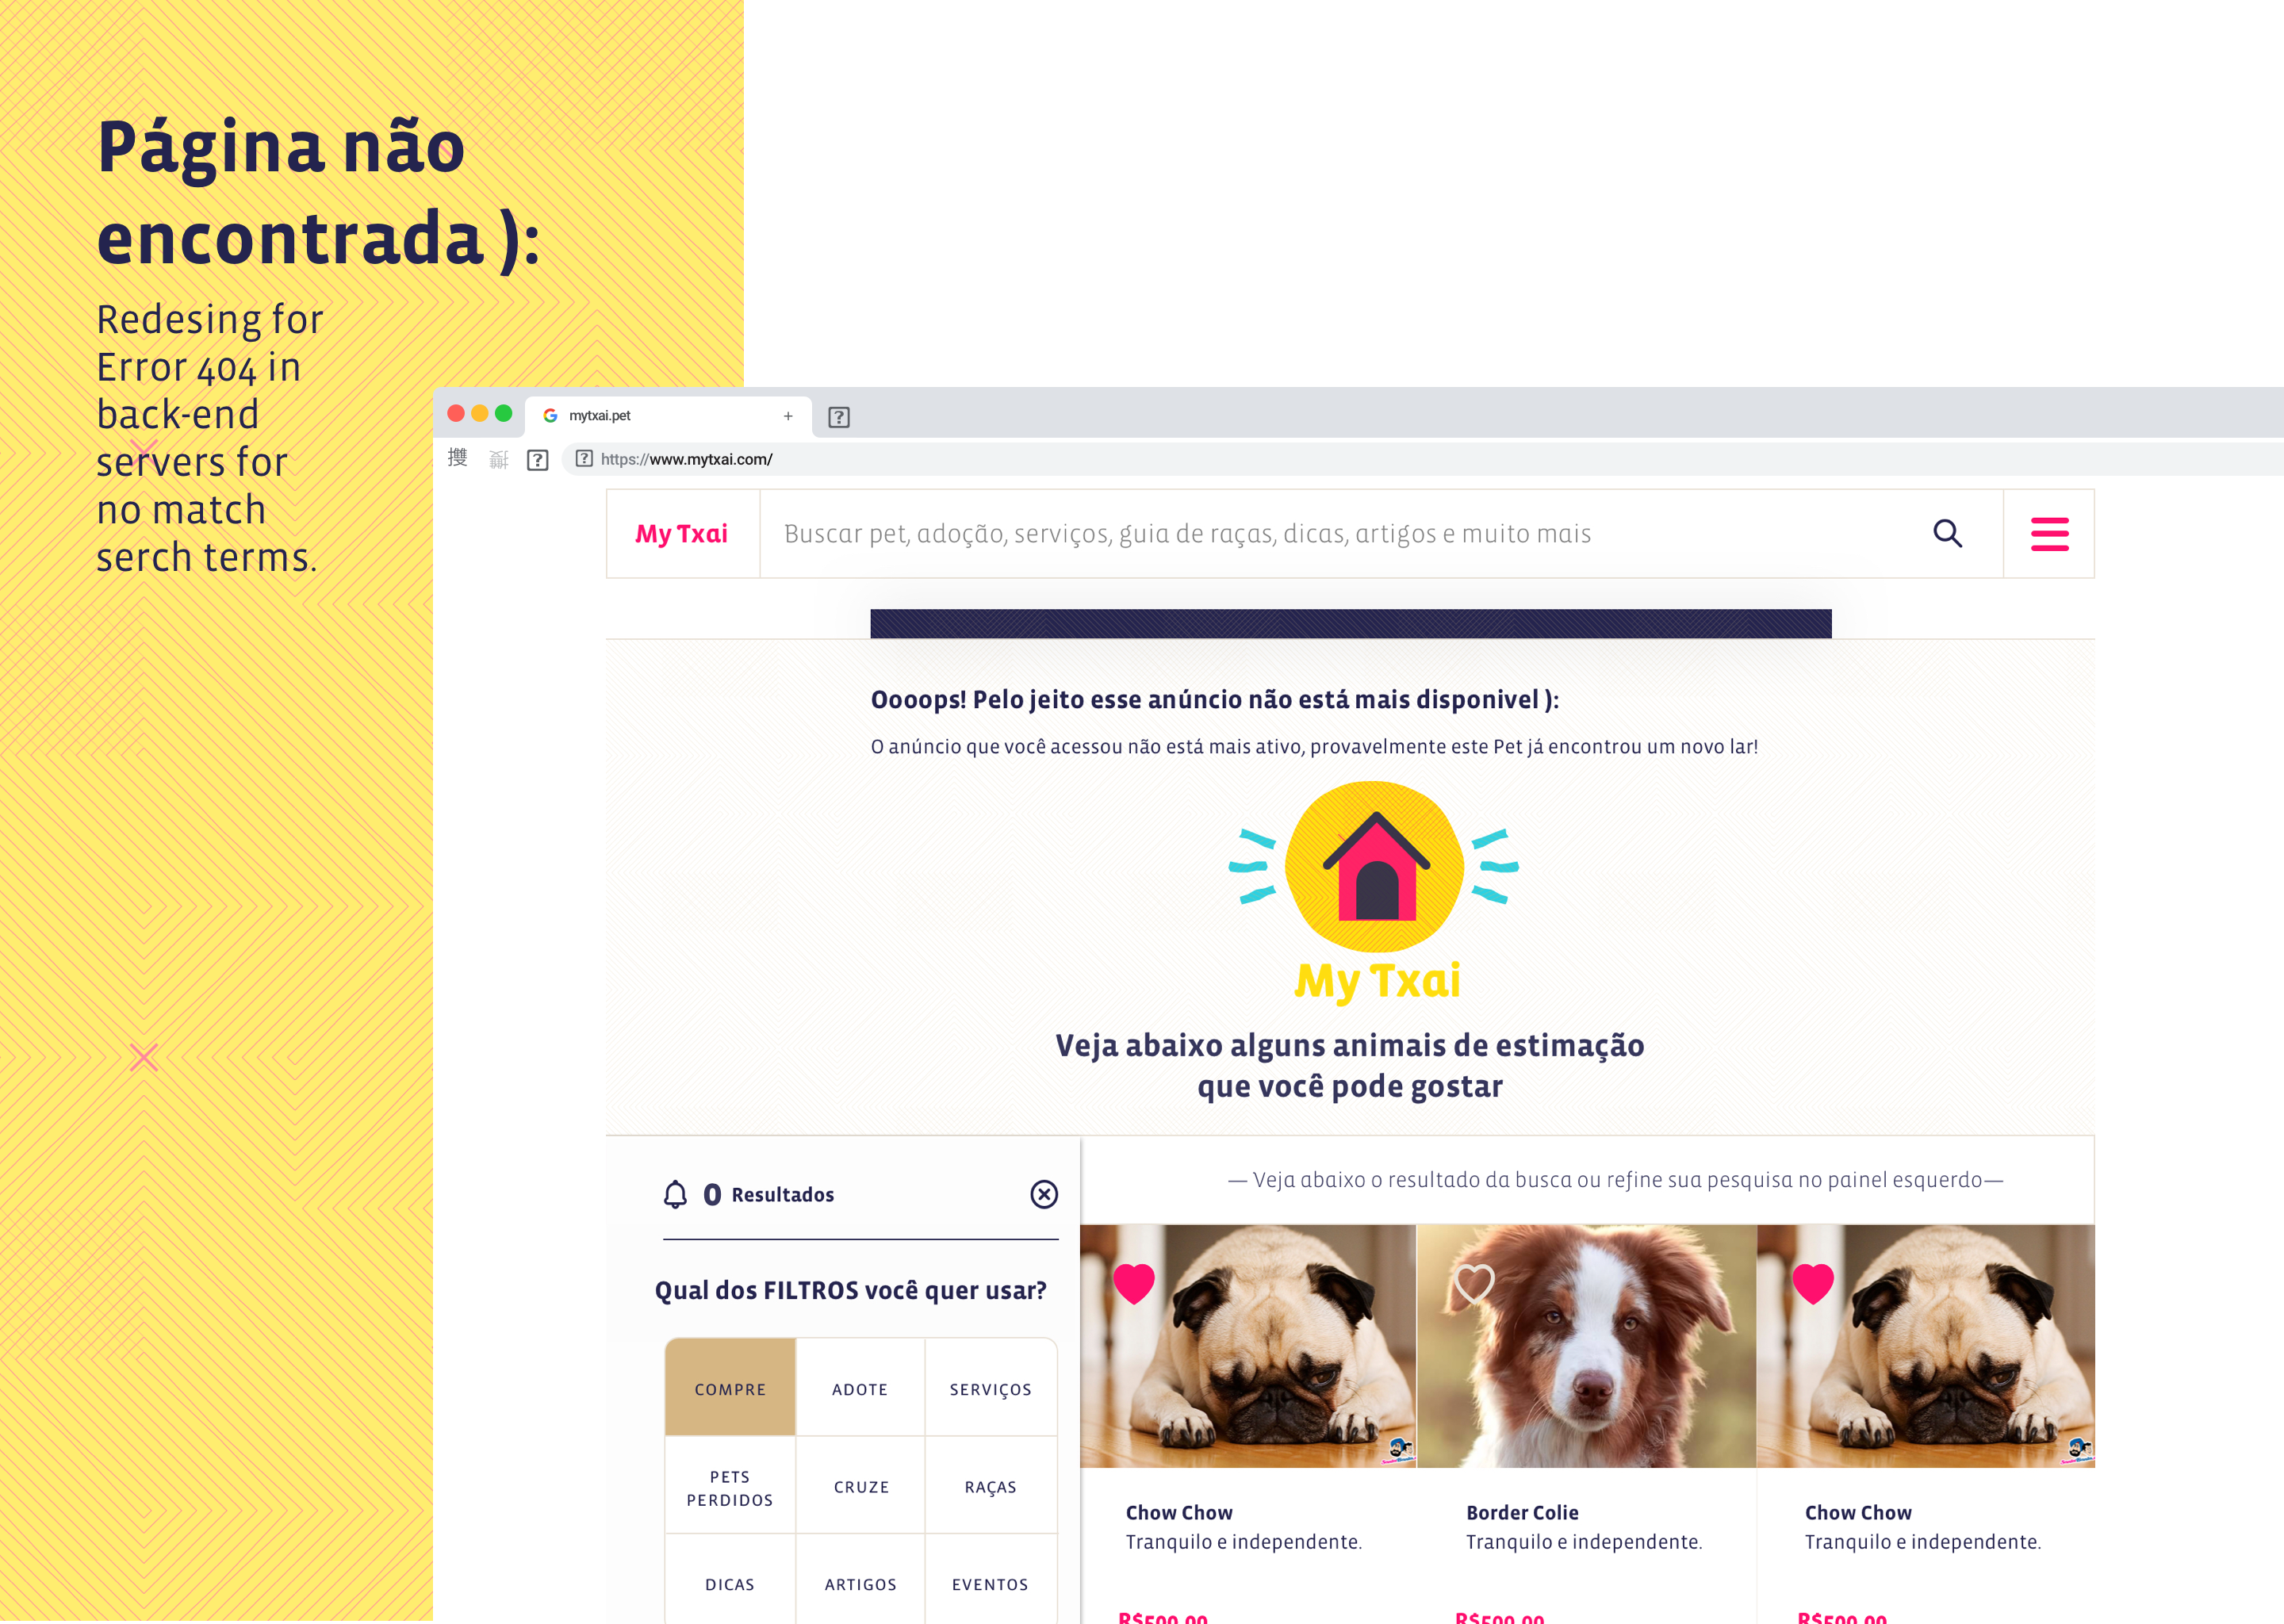 Página não
encontrada ):
Redesing for
Error 404 in
back-end
servers for
no match
serch terms.
mytxai.pet
https://www.mytxai.com/
My Txai
Buscar pet, adoção, serviços, guia de raças, dicas, artigos e muito mais
Oooops! Pelo jeito esse anúncio não está mais disponivel ):
O anúncio que você acessou não está mais ativo, provavelmente este Pet já encontrou um novo lar!
My Txai
Veja abaixo alguns animais de estimação
que você pode gostar
0 Resultados
— Veja abaixo o resultado da busca ou refine sua pesquisa no painel esquerdo—
Qual dos FILTROS você quer usar?
COMPRE
ADOTE
SERVIÇOS
PETS
PERDIDOS
CRUZE
RAÇAS
DICAS
ARTIGOS
EVENTOS
Chow Chow
Tranquilo e independente.
R$500,00
Border Colie
Tranquilo e independente.
R$500,00
Chow Chow
Tranquilo e independente.
R$500,00